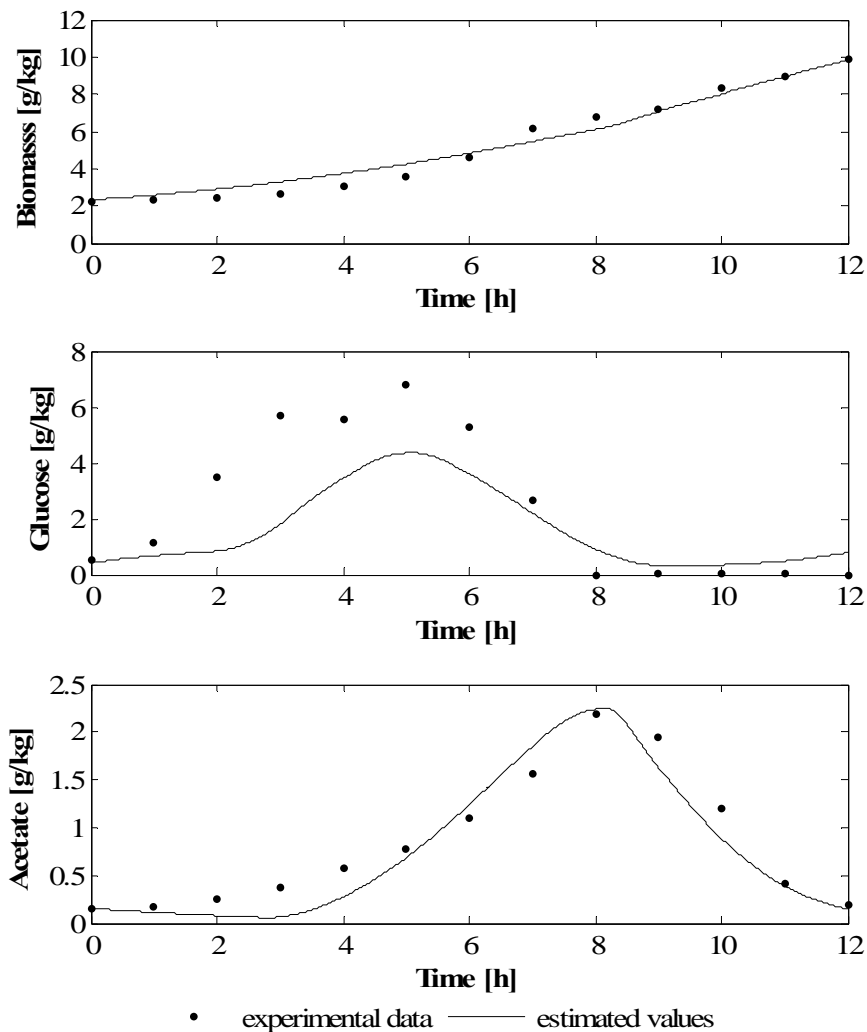 12
10
8
6
4
2
0
Biomasss [g/kg]
0 2 4 6 8 10 12
Time [h]
8
6
4
2
0
Glucose [g/kg]
0 2 4 6 8 10 12
Time [h]
2.5
2
1.5
1
0.5
0
Acetate [g/kg]
0 2 4 6 8 10 12
Time [h]
experimental data estimated values